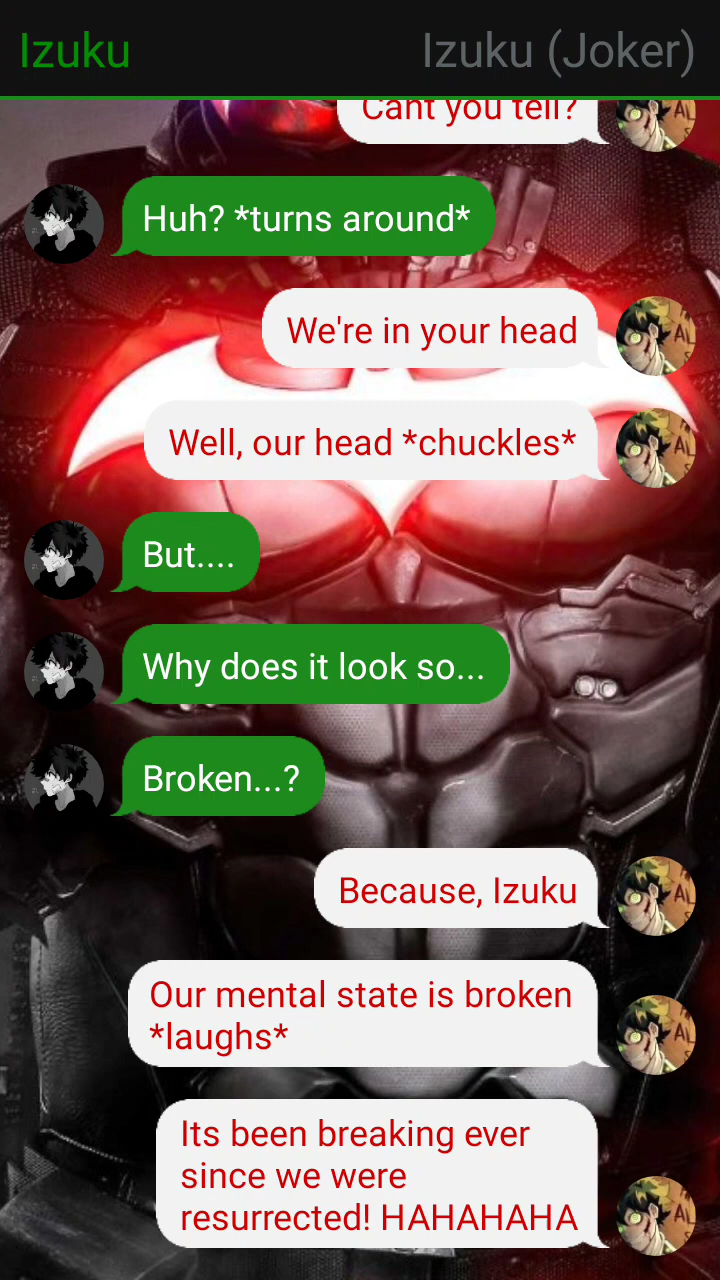 Izuku
Izuku (Joker)
Cant you tell?
Huh? *turns around*
We're in your head
Well, our head *chuckles*
But....
Why does it look so...
Broken...?
Because, Izuku
Our mental state is broken
*laughs*
Its been breaking ever
since we were
resurrected! HAHAHAHA